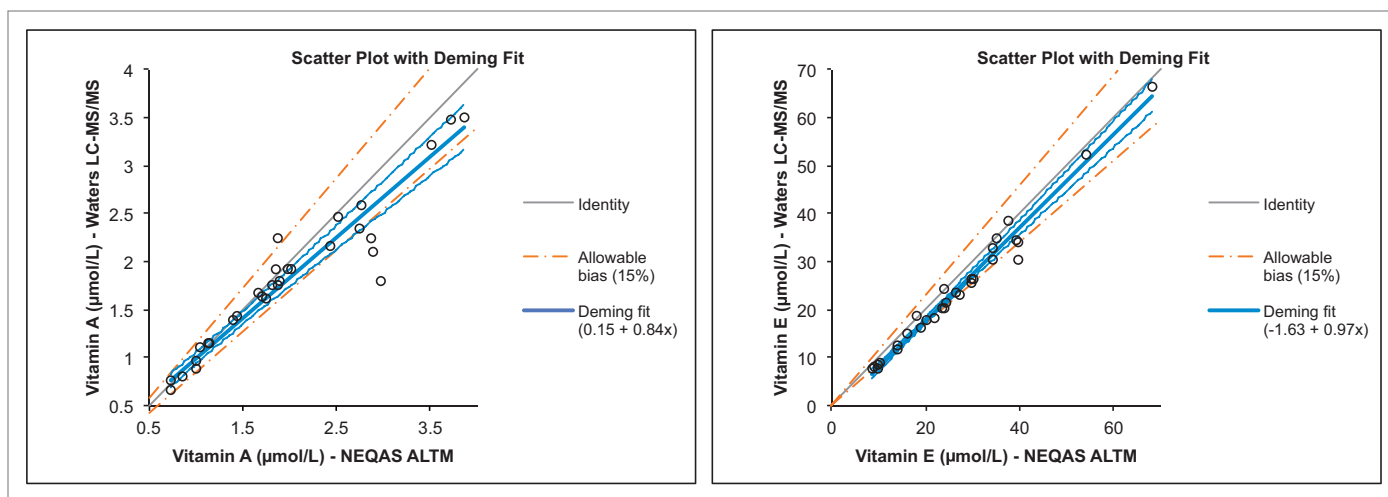 Scatter Plot with Deming Fit
Vitamin A (µmol/L) - Waters LC-MS/MS
4
3.5
3
2.5
2
1.5
1
0.5
0.5
1.5
2.5
3.5
Vitamin A (µmol/L) - NEQAS ALTM
Identity
Allowable
bias (15%)
Deming fit
(0.15 + 0.84x)
Scatter Plot with Deming Fit
Vitamin E (µmol/L) - Waters LC-MS/MS
70
60
50
40
30
20
10
0
0
20
40
60
Vitamin E (µmol/L) - NEQAS ALTM
Identity
Allowable
bias (15%)
Deming fit
(-1.63 + 0.97x)